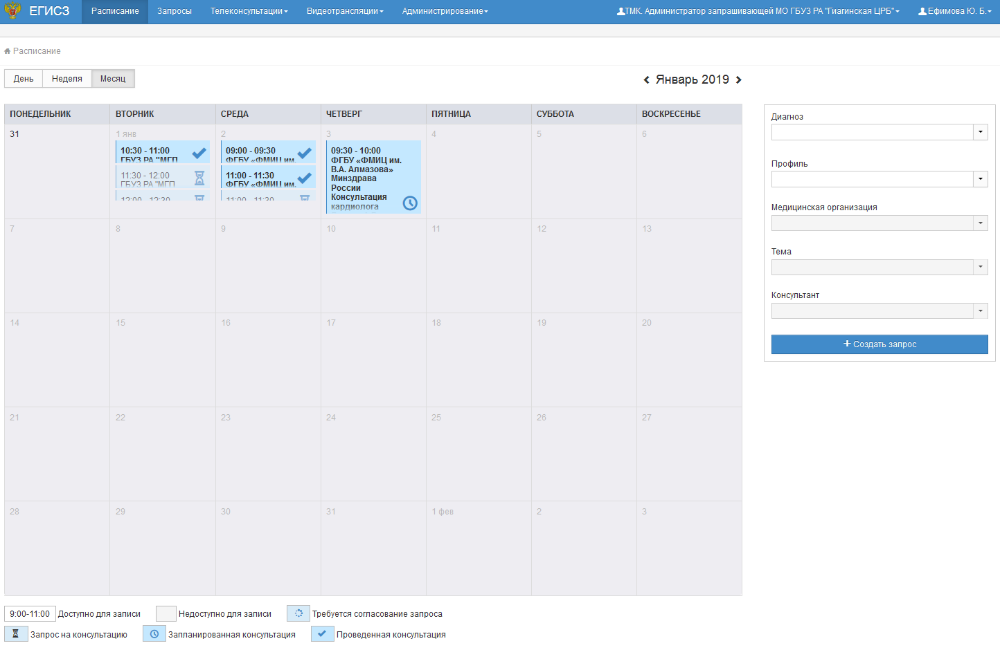 ЕГИСЗ Расписание Запросы Телеконсультации Видеотрансляции Администрирование ТМК. Администратор запрашивающей МО ГБУЗ РА "Гиагинская ЦРБ" Ефимова Ю. Б.
Расписание
День Неделя Месяц
Январь 2019
ПОНЕДЕЛЬНИК ВТОРНИК СРЕДА ЧЕТВЕРГ ПЯТНИЦА СУББОТА ВОСКРЕСЕНЬЕ
31 1 янв 2 3 4 5 6
10:30 - 11:00
ГБУЗ РА "МГП
11:30 - 12:00
ГБУЗ РА "МГП
12:00 - 12:30
09:00 - 09:30
ФГБУ «ФМИЦ им.
11:00 - 11:30
ФГБУ «ФМИЦ им.
11:00 - 11:30
09:30 - 10:00
ФГБУ «ФМИЦ им.
В.А. Алмазова»
Минздрава
России
Консультация
кардиолога
7 8 9 10 11 12 13
14 15 16 17 18 19 20
21 22 23 24 25 26 27
28 29 30 31 1 фев 2 3
Диагноз
Профиль
Медицинская организация
Тема
Консультант
Создать запрос
9:00-11:00 Доступно для записи Недоступно для записи Требуется согласование запроса
Запрос на консультацию Запланированная консультация Проведенная консультация